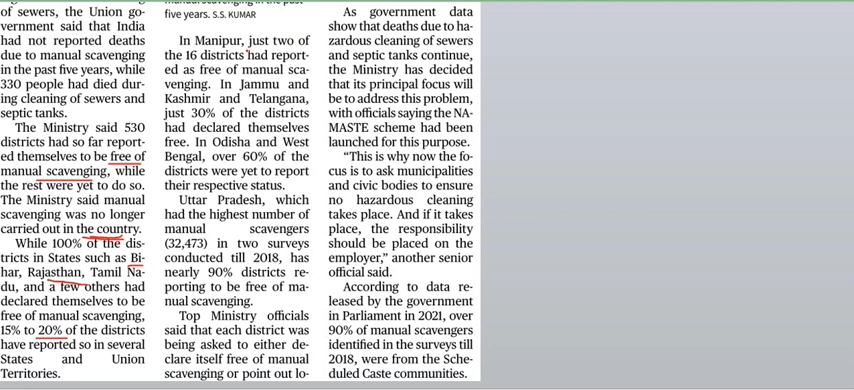 of sewers, the Union go-
vernment said that India
had not reported deaths
due to manual scavenging
in the past five years, while
330 people had died dur-
ing cleaning of sewers and
septic tanks.
The Ministry said 530
districts had so far report-
ed themselves to be free of
manual scavenging, while
the rest were yet to do so.
The Ministry said manual
scavenging was no longer
carried out in the country.
While 100% of the dis-
tricts in States such as Bi-
har, Rajasthan, Tamil Na-
du, and a few others had
declared themselves to be
free of manual scavenging,
15% to 20% of the districts
have reported so in several
States and Union
Territories.
five years. S.S. KUMAR
In Manipur, just two of
the 16 districts had report-
ed as free of manual sca-
venging. In Jammu and
Kashmir and Telangana,
just 30% of the districts
had declared themselves
free. In Odisha and West
Bengal, over 60% of the
districts were yet to report
their respective status.
Uttar Pradesh, which
had the highest number of
manual scavengers
(32,473) in two surveys
conducted till 2018, has
nearly 90% districts re-
porting to be free of ma-
nual scavenging.
Top Ministry officials
said that each district was
being asked to either de-
clare itself free of manual
scavenging or point out lo-
As government data
show that deaths due to ha-
zardous cleaning of sewers
and septic tanks continue,
the Ministry has decided
that its principal focus will
be to address this problem,
with officials saying the NA-
MASTE scheme had been
launched for this purpose.
“This is why now the fo-
cus is to ask municipalities
and civic bodies to ensure
no hazardous cleaning
takes place. And if it takes
place, the responsibility
should be placed on the
employer,” another senior
official said.
According to data re-
leased by the government
in Parliament in 2021, over
90% of manual scavengers
identified in the surveys till
2018, were from the Sche-
duled Caste communities.